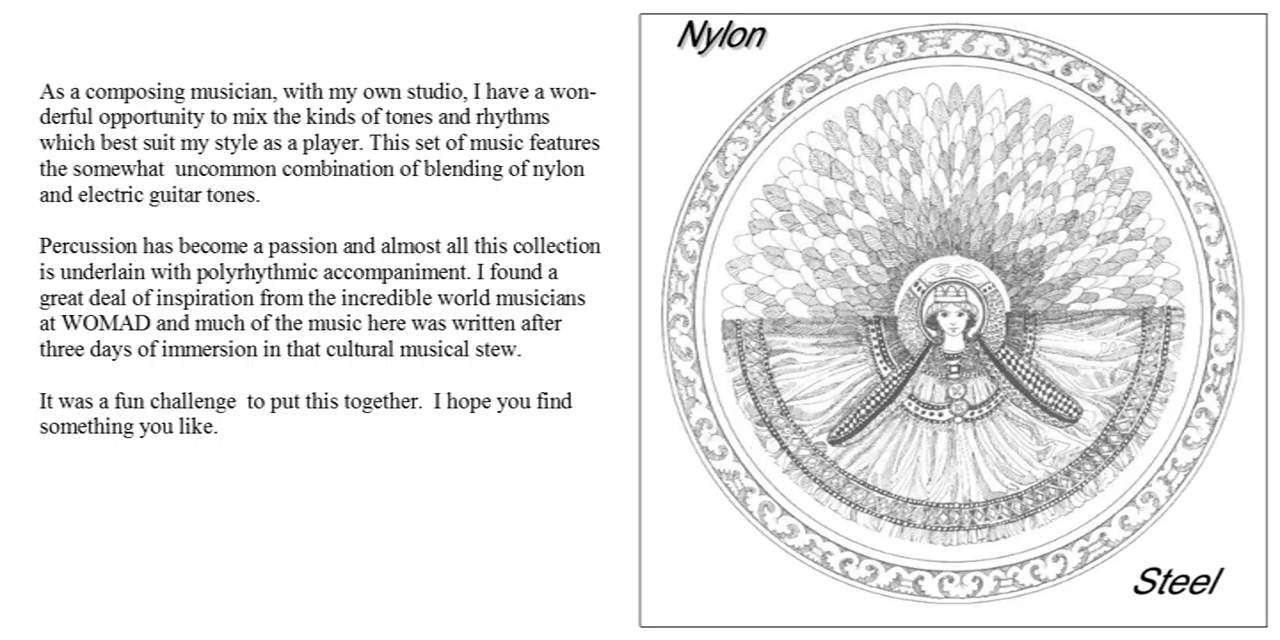 As a composing musician, with my own studio, I have a won-
derful opportunity to mix the kinds of tones and rhythms
which best suit my style as a player. This set of music features
the somewhat  uncommon combination of blending of nylon
and electric guitar tones.
Percussion has become a passion and almost all this collection
is underlain with polyrhythmic accompaniment. I found a
great deal of inspiration from the incredible world musicians
at WOMAD and much of the music here was written after
three days of immersion in that cultural musical stew.
It was a fun challenge  to put this together.  I hope you find
something you like.
Nylon
Steel